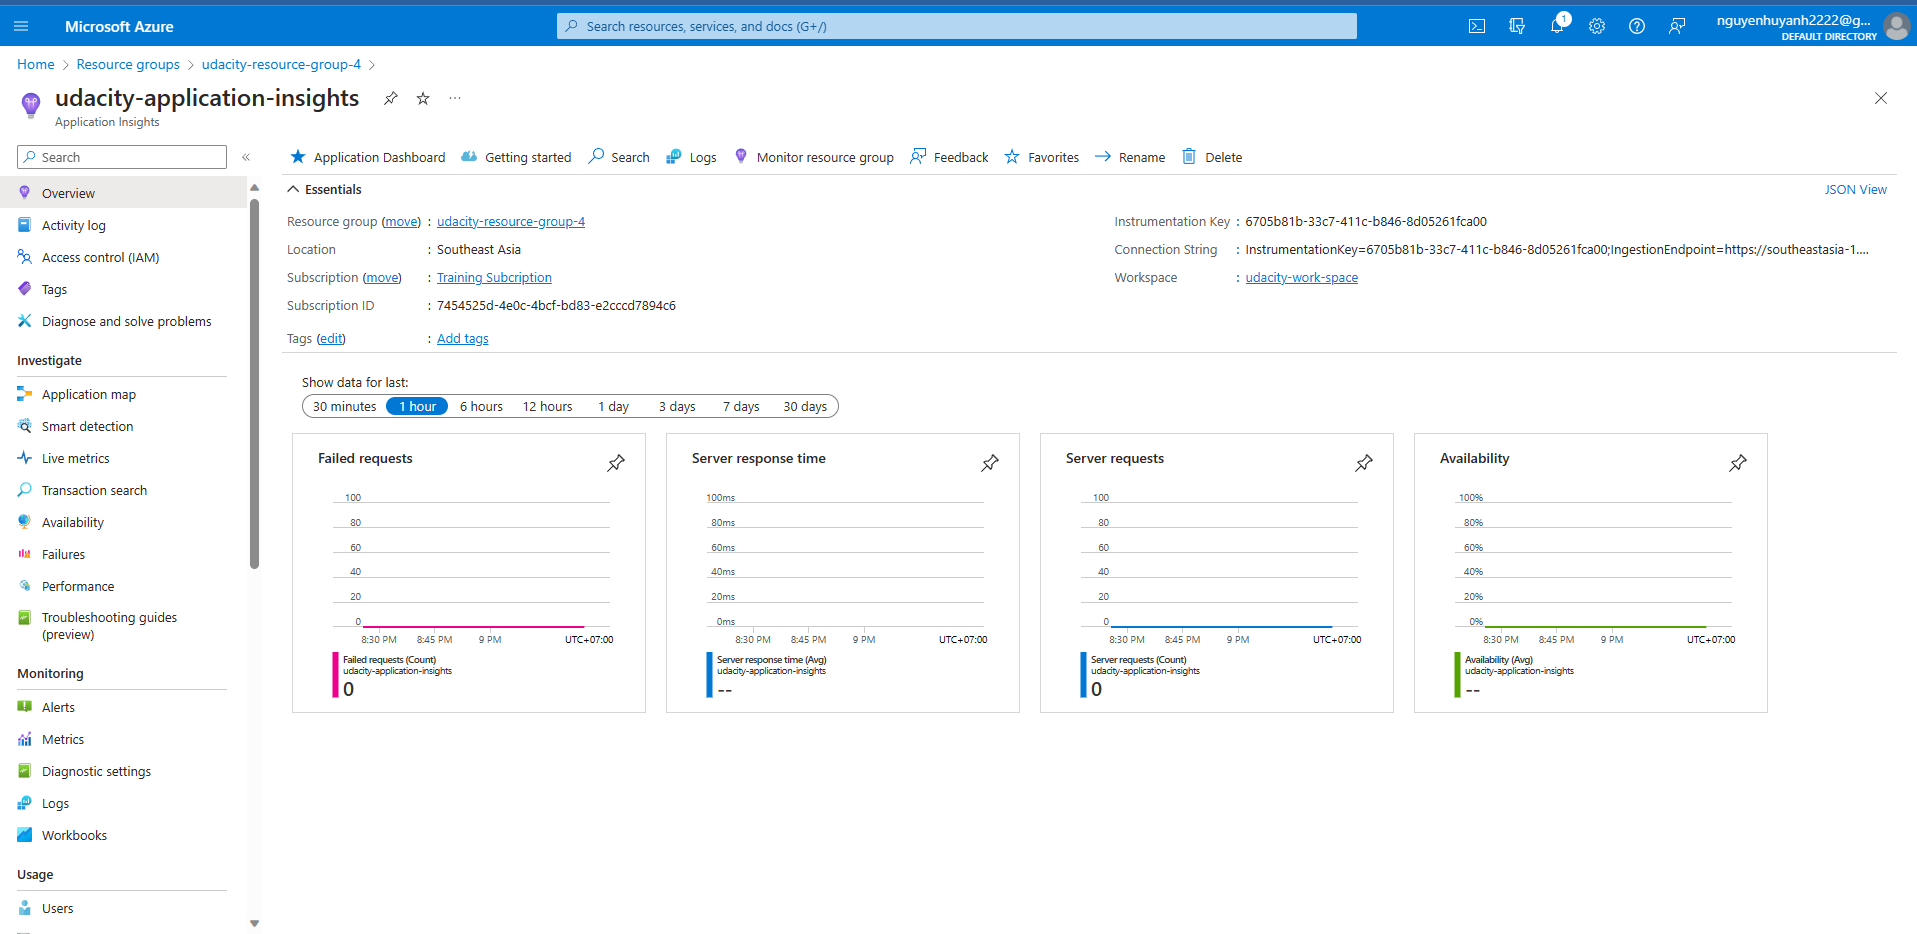 Microsoft Azure
Search resources, services, and docs (G+/)
1
nguyenhuyanh2222@g...
DEFAULT DIRECTORY
Home > Resource groups > udacity-resource-group-4 >
udacity-application-insights
Application Insights
Search
Overview
Activity log
Access control (IAM)
Tags
Diagnose and solve problems
Investigate
Application map
Smart detection
Live metrics
Transaction search
Availability
Failures
Performance
Troubleshooting guides
(preview)
Monitoring
Alerts
Metrics
Diagnostic settings
Logs
Workbooks
Usage
Users
Application Dashboard Getting started Search Logs Monitor resource group Feedback Favorites Rename Delete
Essentials
JSON View
Resource group (move) : udacity-resource-group-4
Location : Southeast Asia
Subscription (move) : Training Subcription
Subscription ID : 7454525d-4e0c-4bcf-bd83-e2cccd7894c6
Tags (edit) : Add tags
Instrumentation Key : 6705b81b-33c7-411c-b846-8d05261fca00
Connection String : InstrumentationKey=6705b81b-33c7-411c-b846-8d05261fca00;IngestionEndpoint=https://southeastasia-1....
Workspace : udacity-work-space
Show data for last:
30 minutes 1 hour 6 hours 12 hours 1 day 3 days 7 days 30 days
Failed requests
100
80
60
40
20
0
8:30 PM 8:45 PM 9 PM UTC+07:00
Failed requests (Count)
udacity-application-insights
0
Server response time
100ms
80ms
60ms
40ms
20ms
0ms
8:30 PM 8:45 PM 9 PM UTC+07:00
Server response time (Avg)
udacity-application-insights
--
Server requests
100
80
60
40
20
0
8:30 PM 8:45 PM 9 PM UTC+07:00
Server requests (Count)
udacity-application-insights
0
Availability
100%
80%
60%
40%
20%
0%
8:30 PM 8:45 PM 9 PM UTC+07:00
Availability (Avg)
udacity-application-insights
--